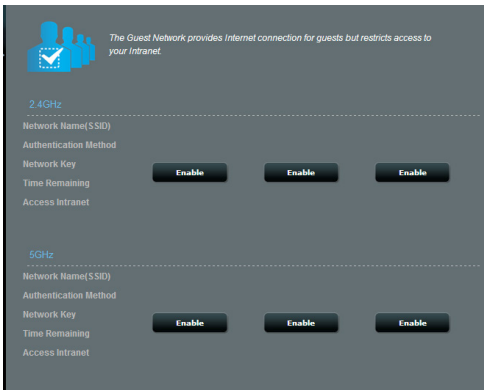 The Guest Network provides Internet connection for guests but restricts access to
your Intranet.
2.4GHz
Network Name(SSID)
Authentication Method
Network Key
Enable Enable Enable
Time Remaining
Access Intranet
5GHz
Network Name(SSID)
Authentication Method
Network Key
Enable Enable Enable
Time Remaining
Access Intranet